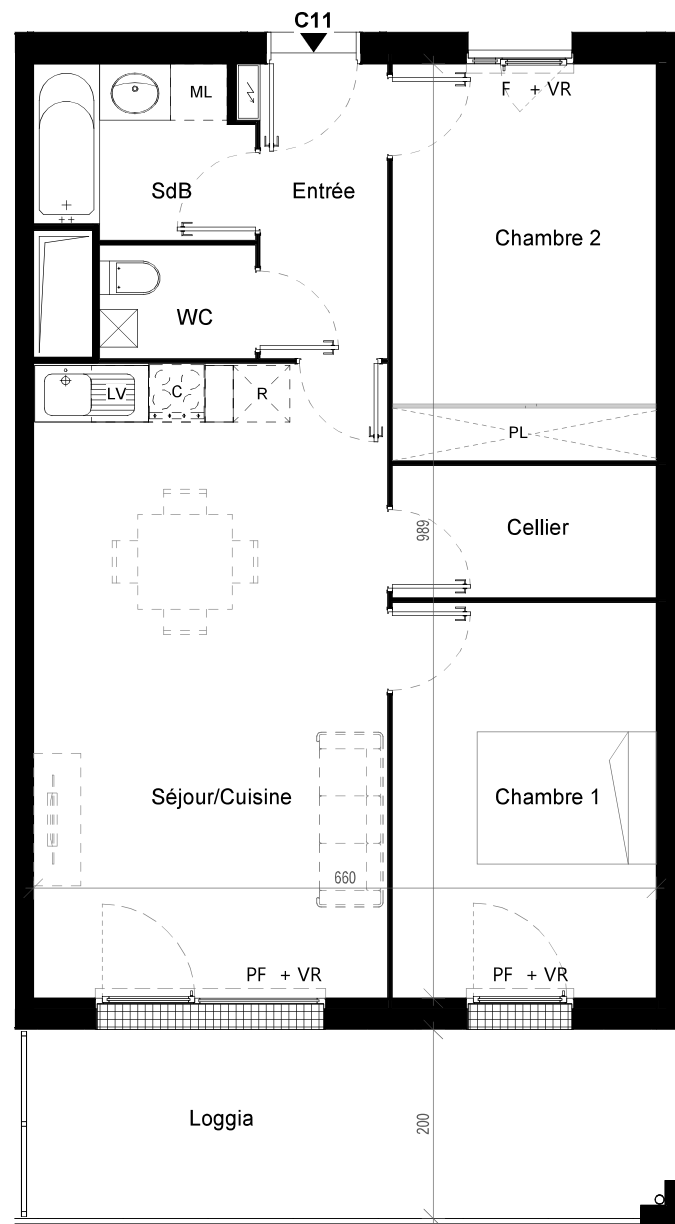 C11
ML
F + VR
SdB
Entrée
Chambre 2
WC
LV
C
R
PL
Cellier
989
Séjour/Cuisine
Chambre 1
660
PF + VR
PF + VR
Loggia
200